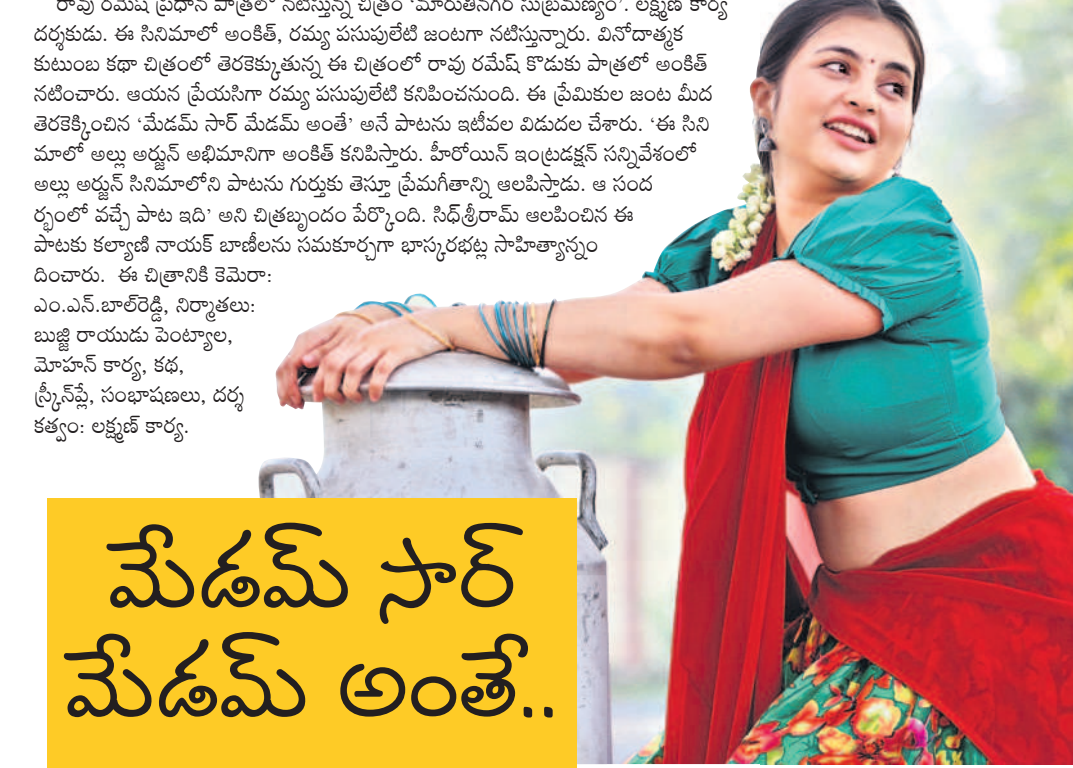 రావు రమేష్ ప్రధాన పాత్రలో నటిస్తున్న చిత్రం ‘మారుతీనగర్ సుబ్రమణ్యం’. లక్ష్మణ్ కార్య
దర్శకుడు. ఈ సినిమాలో అంకిత్, రమ్య పసుపులేటి జంటగా నటిస్తున్నారు. వినోదాత్మక
కుటుంబ కథా చిత్రంలో తెరకెక్కుతున్న ఈ చిత్రంలో రావు రమేష్ కొడుకు పాత్రలో అంకిత్
నటించారు. ఆయన ప్రేయసిగా రమ్య పసుపులేటి కనిపించనుంది. ఈ ప్రేమికుల జంట మీద
తెరకెక్కించిన ‘మేడమ్ సార్ మేడమ్ అంతే’ అనే పాటను ఇటీవల విడుదల చేశారు. ‘ఈ సిని
మాలో అల్లు అర్జున్ అభిమానిగా అంకిత్ కనిపిస్తారు. హీరోయిన్ ఇంట్రడక్షన్ సన్నివేశంలో
అల్లు అర్జున్ సినిమాలోని పాటను గుర్తుకు తెస్తూ ప్రేమగీతాన్ని ఆలపిస్తాడు. ఆ సంద
ర్భంలో వచ్చే పాట ఇది’ అని చిత్రబృందం పేర్కొంది. సిధ్‌శ్రీరామ్ ఆలపించిన ఈ
పాటకు కల్యాణి నాయక్ బాణీలను సమకూర్చగా భాస్కరభట్ల సాహిత్యాన్నం
దించారు. ఈ చిత్రానికి కెమెరా:
ఎం.ఎన్.బాల్‌రెడ్డి, నిర్మాతలు:
బుజ్జి రాయుడు పెంట్యాల,
మోహన్ కార్య, కథ,
స్క్రీన్‌ప్లే, సంభాషణలు, దర్శ
కత్వం: లక్ష్మణ్ కార్య.
మేడమ్ సార్
మేడమ్ అంతే..